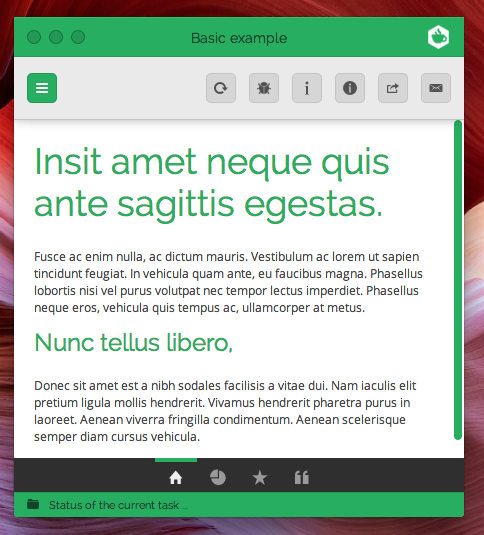 Basic example
Insit amet neque quis
ante sagittis egestas.
Fusce ac enim nulla, ac dictum mauris. Vestibulum ac lorem ut sapien
tincidunt feugiat. In vehicula quam ante, eu faucibus magna. Phasellus
lobortis nisi vel purus volutpat nec tempor lectus imperdiet. Phasellus
neque eros, vehicula quis tempus ac, ullamcorper at metus.
Nunc tellus libero,
Donec sit amet est a nibh sodales facilisis a vitae dui. Nam iaculis elit
pretium ligula mollis hendrerit. Vivamus hendrerit pharetra purus in
laoreet. Aenean viverra fringilla condimentum. Aenean scelerisque
semper diam cursus vehicula.
Status of the current task ...